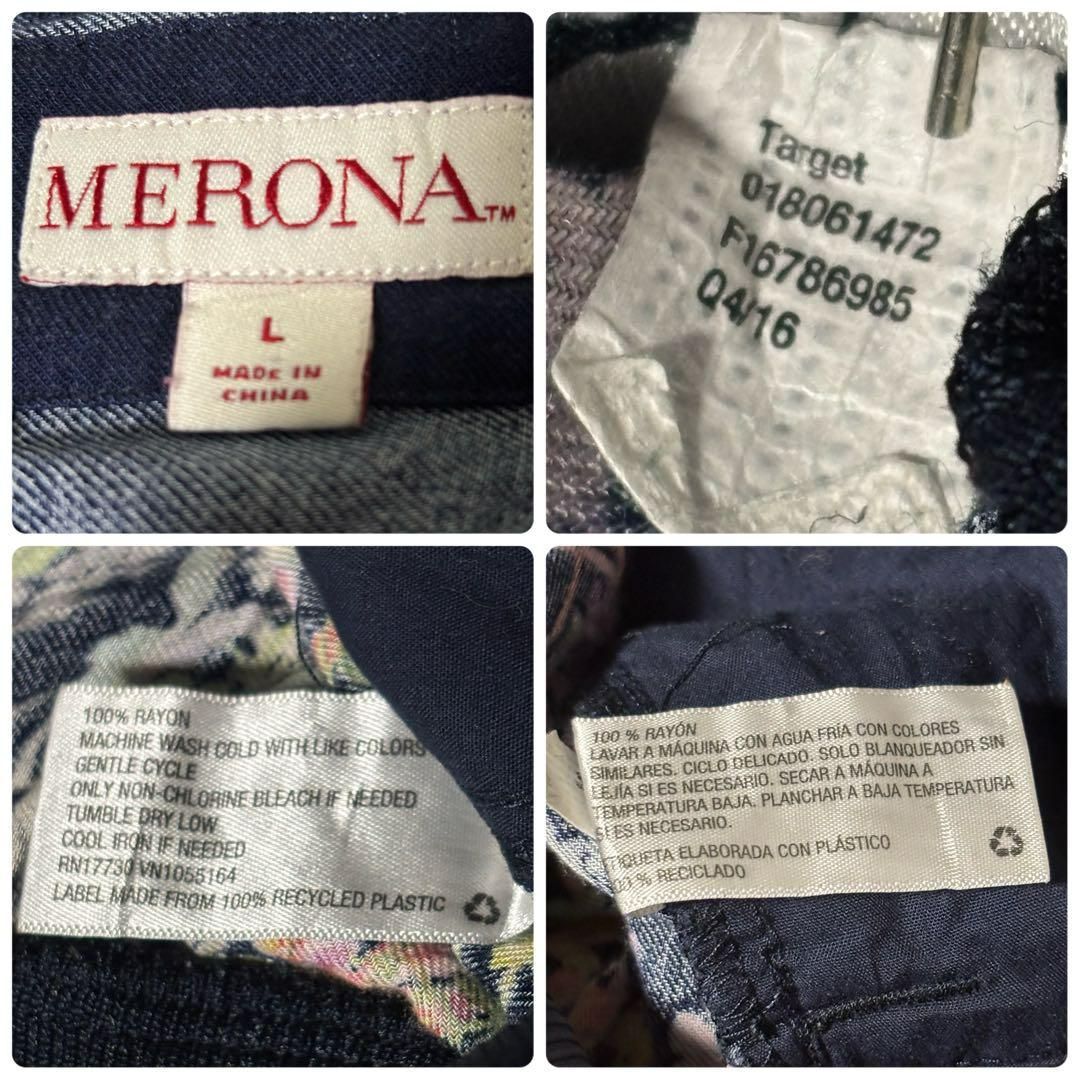 MERONA™
L
MADE IN
CHINA
Target
018061472
F16786985
Q4/16
100% RAYON
MACHINE WASH COLD WITH LIKE COLORS
GENTLE CYCLE
ONLY NON-CHLORINE BLEACH IF NEEDED
TUMBLE DRY LOW
COOL IRON IF NEEDED
RN17730 VN1055164
LABEL MADE FROM 100% RECYCLED PLASTIC
100 % RAYÓN
LAVAR A MÁQUINA CON AGUA FRÍA CON COLORES
SIMILARES. CICLO DELICADO. SOLO BLANQUEADOR SIN
LEJÍA SI ES NECESARIO. SECAR A MÁQUINA A
TEMPERATURA BAJA. PLANCHAR A BAJA TEMPERATURA
SI ES NECESARIO.
ETIQUETA ELABORADA CON PLÁSTICO
100 % RECICLADO